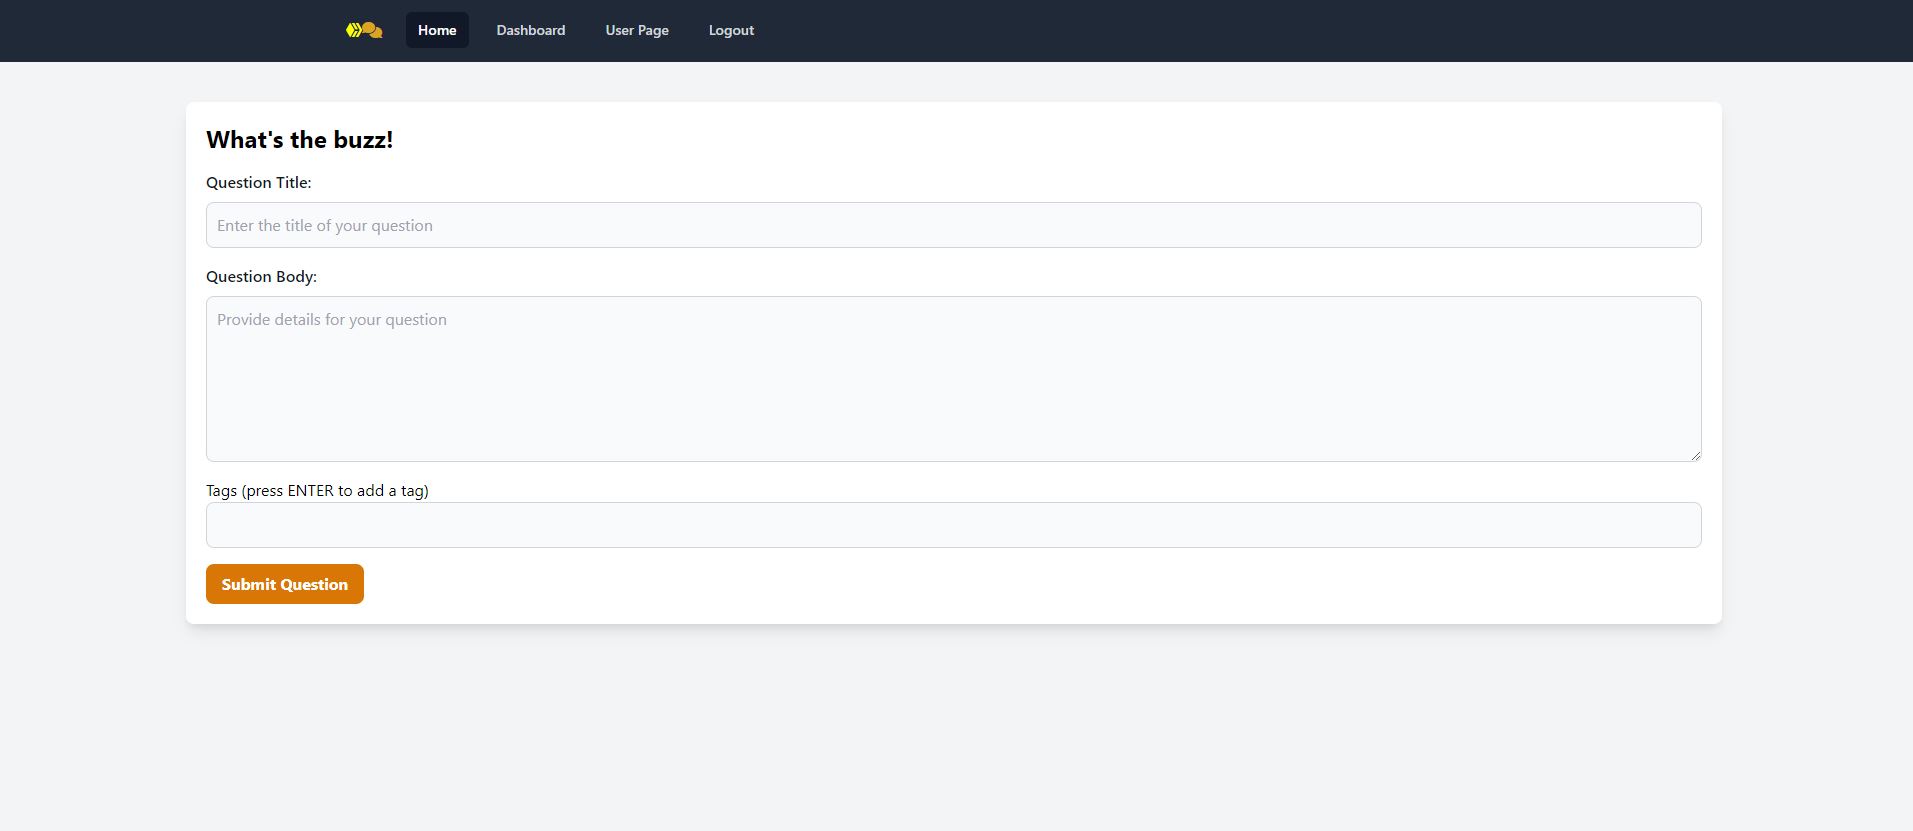 Home Dashboard User Page Logout
What's the buzz!
Question Title:
Enter the title of your question
Question Body:
Provide details for your question
Tags (press ENTER to add a tag)
Submit Question